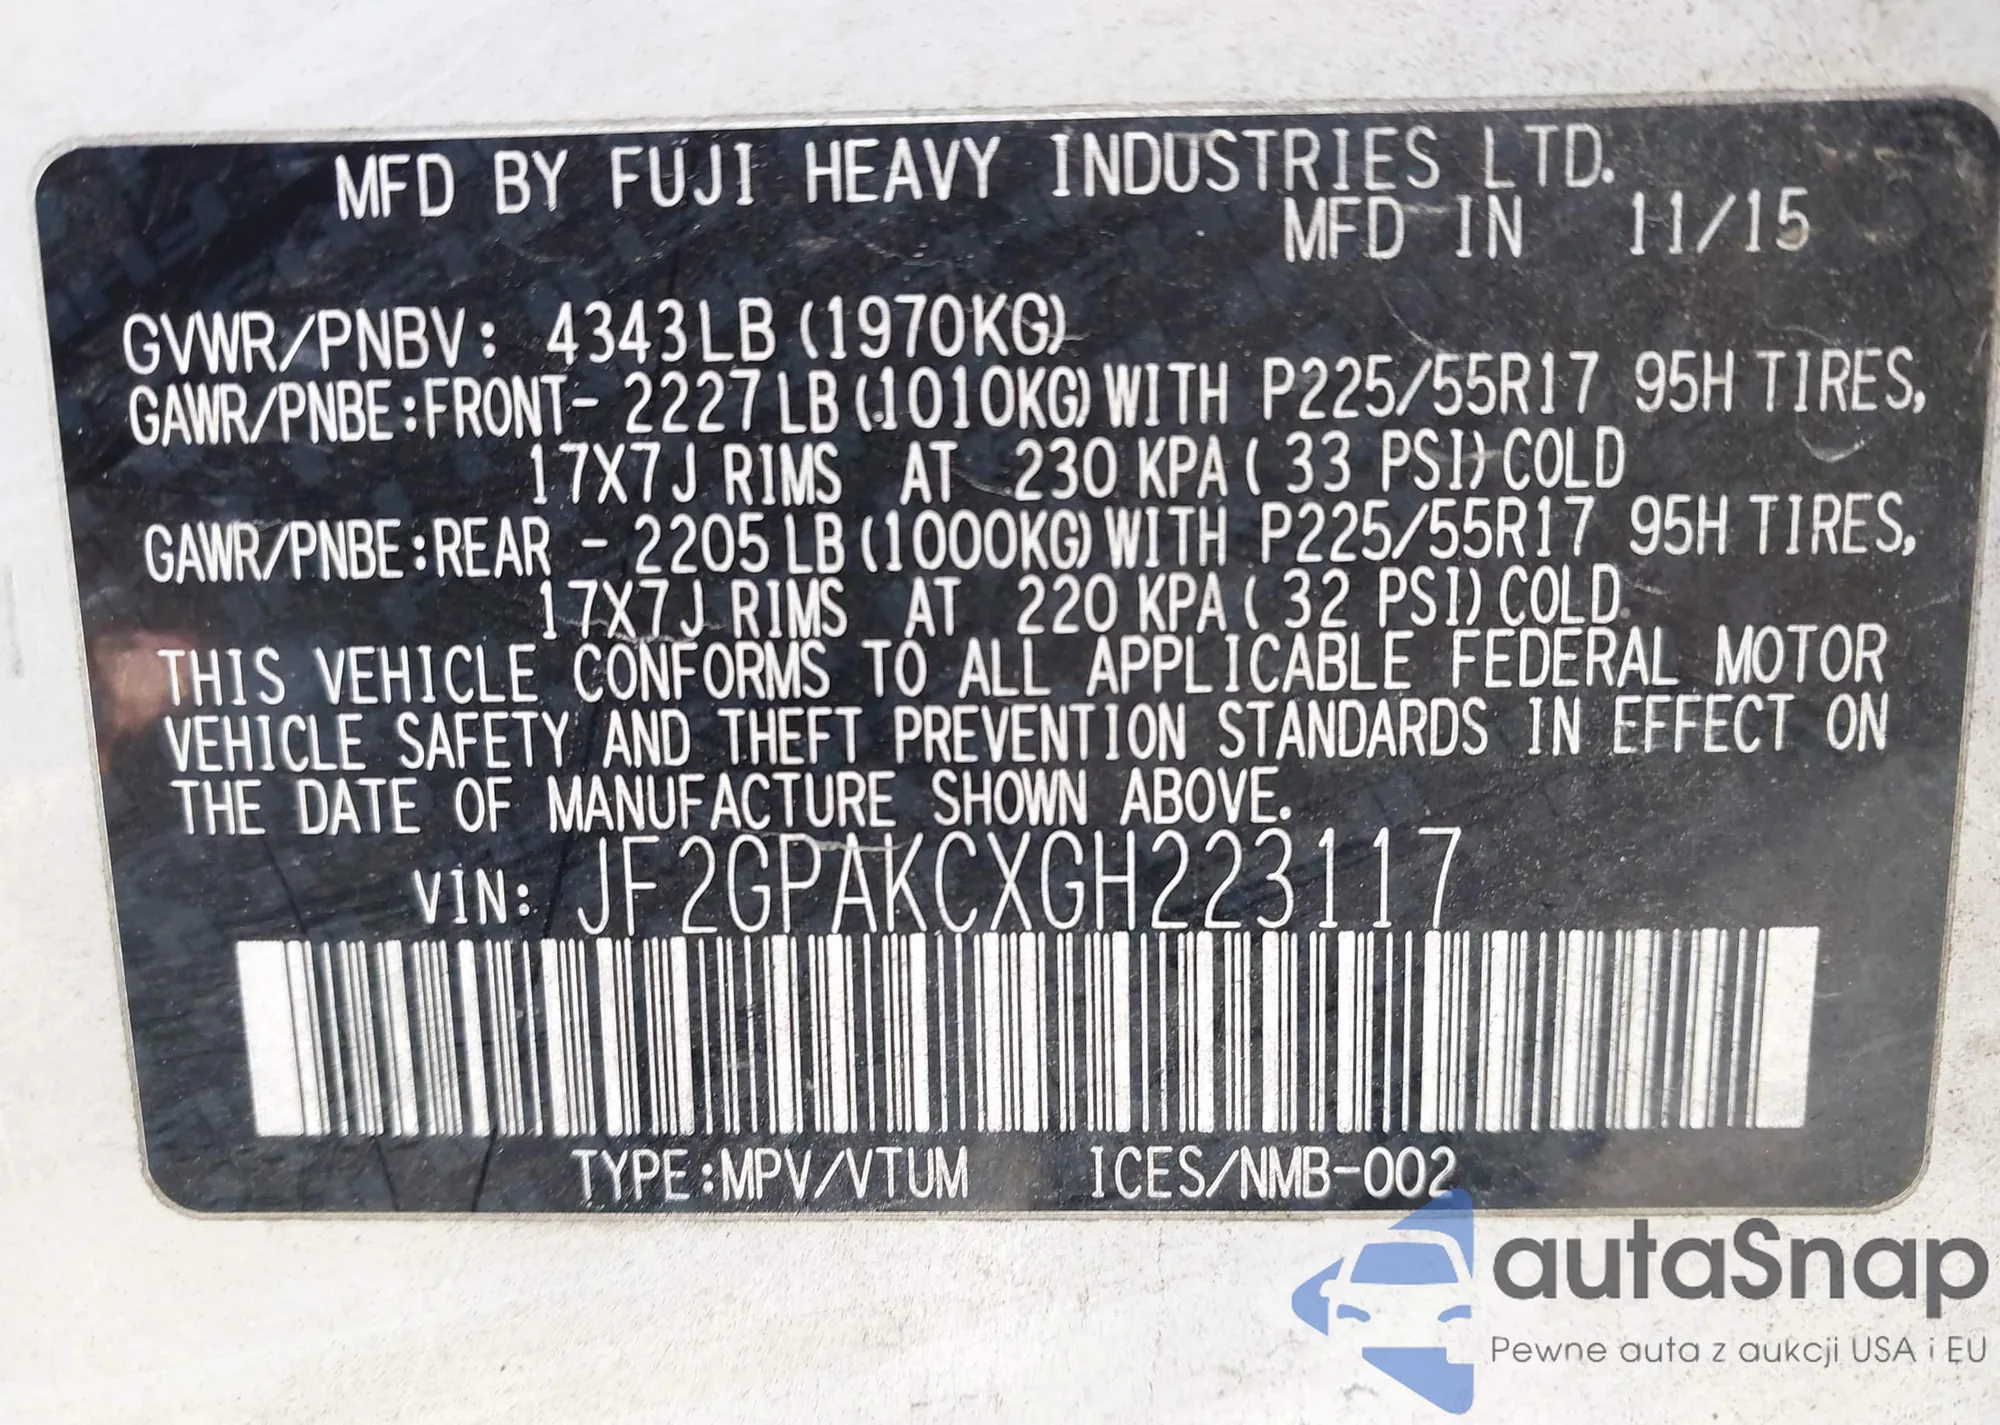 MFD BY FUJI HEAVY INDUSTRIES LTD.
MFD IN 11/15
GVWR/PNBV: 4343LB (1970KG)
GAWR/PNBE:FRONT- 2227LB (1010KG) WITH P225/55R17 95H TIRES,
17X7J RIMS AT 230 KPA ( 33 PSI) COLD
GAWR/PNBE:REAR - 2205LB (1000KG) WITH P225/55R17 95H TIRES,
17X7J RIMS AT 220 KPA ( 32 PSI) COLD.
THIS VEHICLE CONFORMS TO ALL APPLICABLE FEDERAL MOTOR
VEHICLE SAFETY AND THEFT PREVENTION STANDARDS IN EFFECT ON
THE DATE OF MANUFACTURE SHOWN ABOVE.
VIN: JF2GPAKCXGH223117
TYPE:MPV/VTUM ICES/NMB-002
autaSnap
Pewne auta z aukcji USA i EU